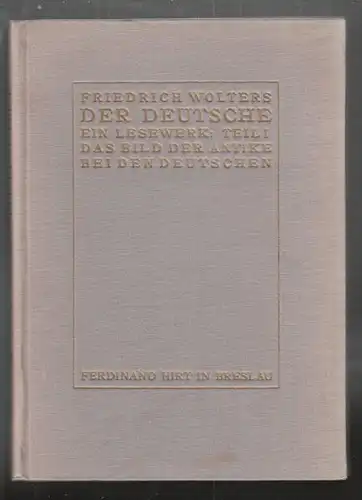 FRIEDRICH WOLTERS
DER DEUTSCHE
EIN LESEWERK: TEIL I
DAS BILD DER ANTIKE
BEI DEN DEUTSCHEN
FERDINAND HIRT IN BRESLAU